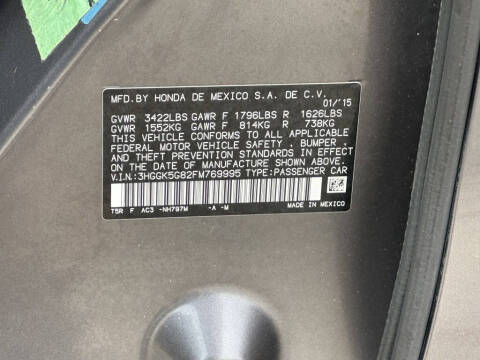 MFD.BY HONDA DE MEXICO S.A. DE C.V.
01/'15
GVWR 3422LBS GAWR F 1796LBS R 1626LBS
GVWR 1552KG GAWR F 814KG R 738KG
THIS VEHICLE CONFORMS TO ALL APPLICABLE
FEDERAL MOTOR VEHICLE SAFETY , BUMPER ,
AND THEFT PREVENTION STANDARDS IN EFFECT
ON THE DATE OF MANUFACTURE SHOWN ABOVE.
V.I.N.:3HGGK5G82FM769995 TYPE:PASSENGER CAR
T5R F AC3 -NH797M -A -M
MADE IN MEXICO